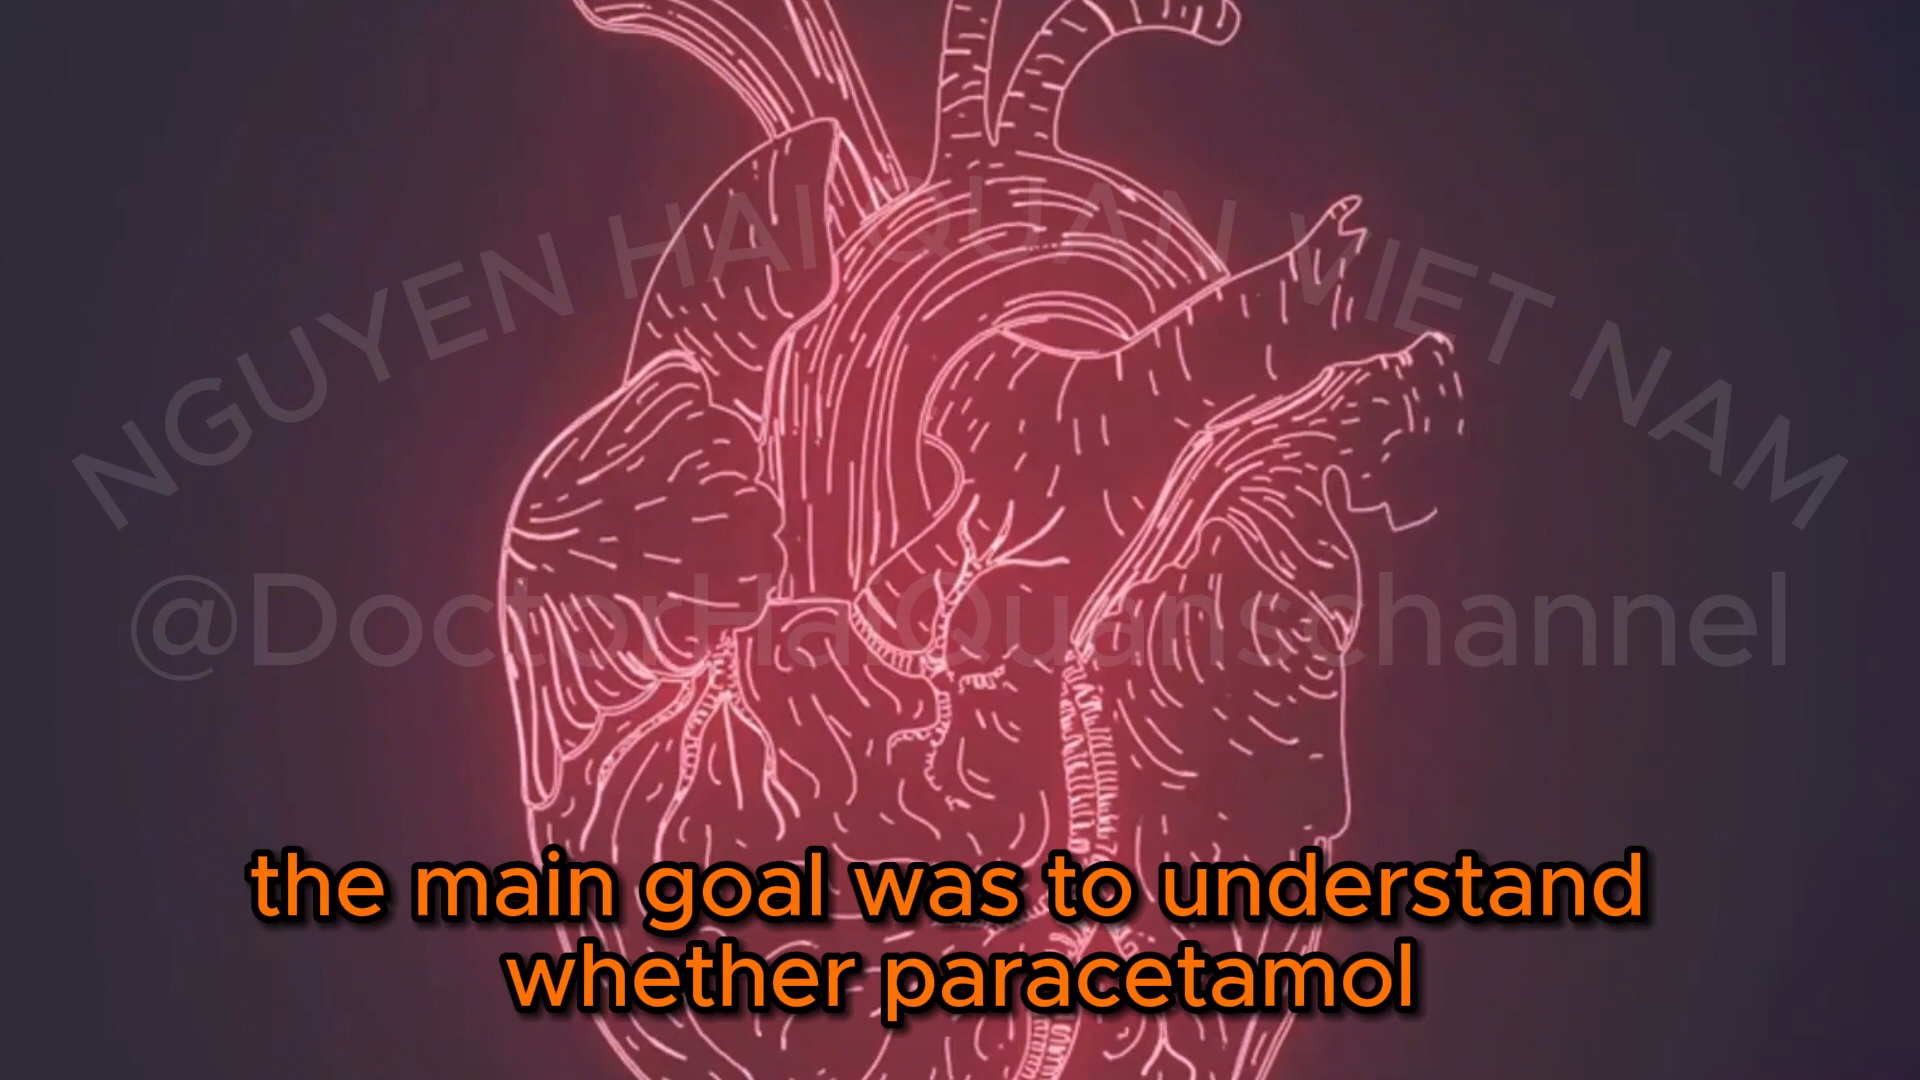 NGUYEN HAI QUAN VIET NAM
@DoctorHaiQuanschannel
the main goal was to understand
whether paracetamol